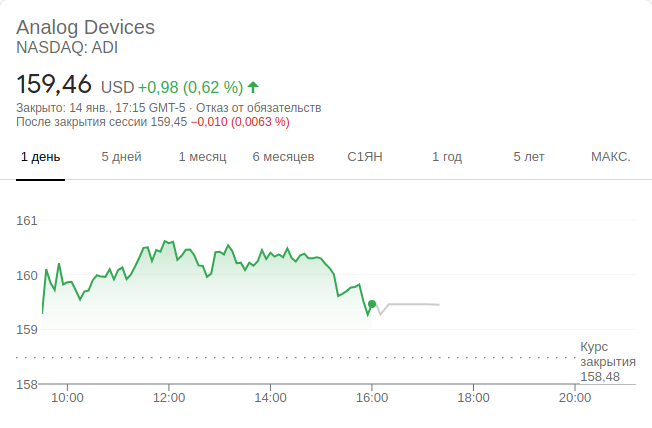 Analog Devices
NASDAQ: ADI
159,46 USD +0,98 (0,62 %)
Закрыто: 14 янв., 17:15 GMT-5 · Отказ от обязательств
После закрытия сессии 159,45 −0,010 (0,0063 %)
1 день 5 дней 1 месяц 6 месяцев С1ЯН 1 год 5 лет МАКС.
161
160
159
Курс
закрытия
158,48
158
10:00 12:00 14:00 16:00 18:00 20:00